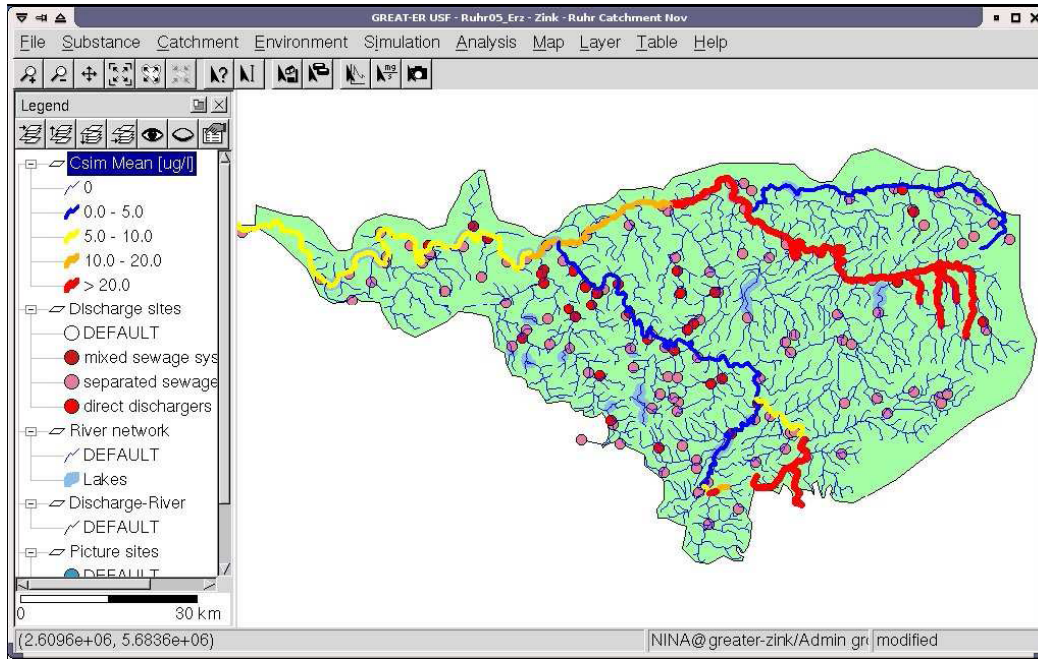 GREAT-ER USF - Ruhr05_Erz - Zink - Ruhr Catchment Nov
File Substance Catchment Environment Simulation Analysis Map Layer Table Help
Legend
Csim Mean [ug/l]
0
0.0 - 5.0
5.0 - 10.0
10.0 - 20.0
> 20.0
Discharge sites
DEFAULT
mixed sewage sys
separated sewage
direct dischargers
River network
DEFAULT
Lakes
Discharge-River
DEFAULT
Picture sites
DEFAULT
0 30 km
(2.6096e+06, 5.6836e+06) NINA@greater-zink/Admin gr modified